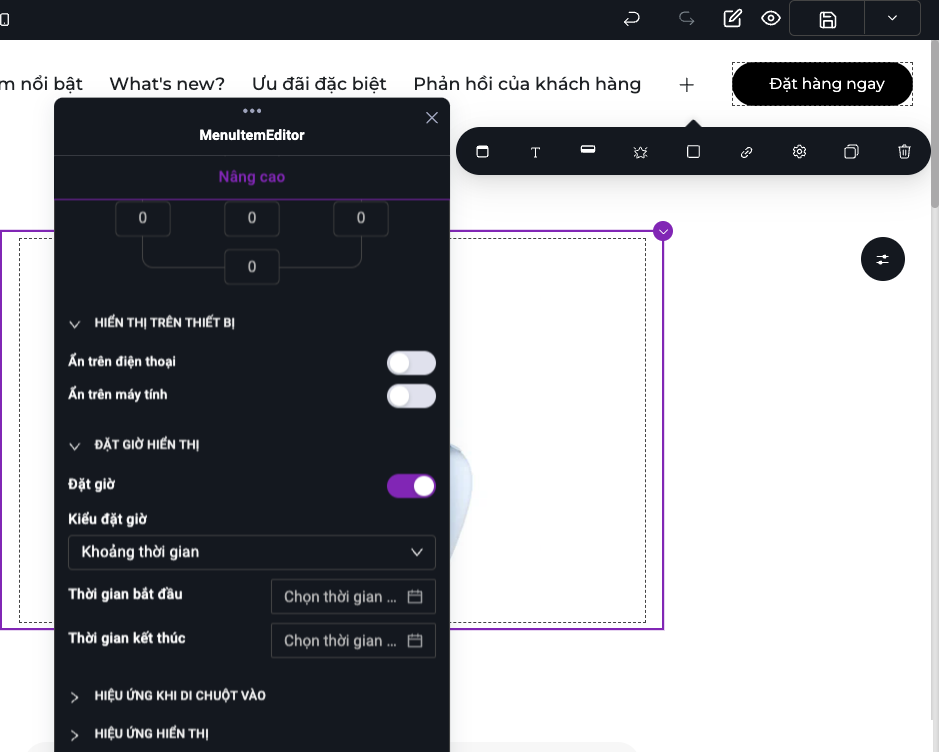 m nổi bật What's new? Ưu đãi đặc biệt Phản hồi của khách hàng + Đặt hàng ngay
MenuItemEditor
Nâng cao
0 0 0
0
HIỂN THỊ TRÊN THIẾT BỊ
Ẩn trên điện thoại
Ẩn trên máy tính
ĐẶT GIỜ HIỂN THỊ
Đặt giờ
Kiểu đặt giờ
Khoảng thời gian
Thời gian bắt đầu Chọn thời gian ...
Thời gian kết thúc Chọn thời gian ...
HIỆU ỨNG KHI DI CHUỘT VÀO
HIỆU ỨNG HIỂN THỊ